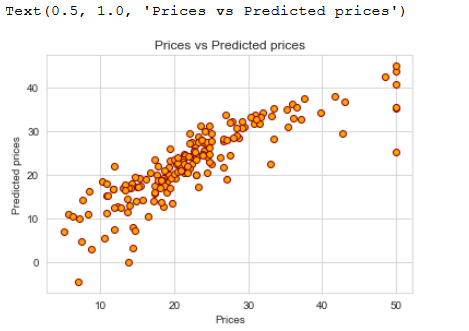 Text(0.5, 1.0, 'Prices vs Predicted prices')
Prices vs Predicted prices
Predicted prices
40
30
20
10
0
10 20 30 40 50
Prices